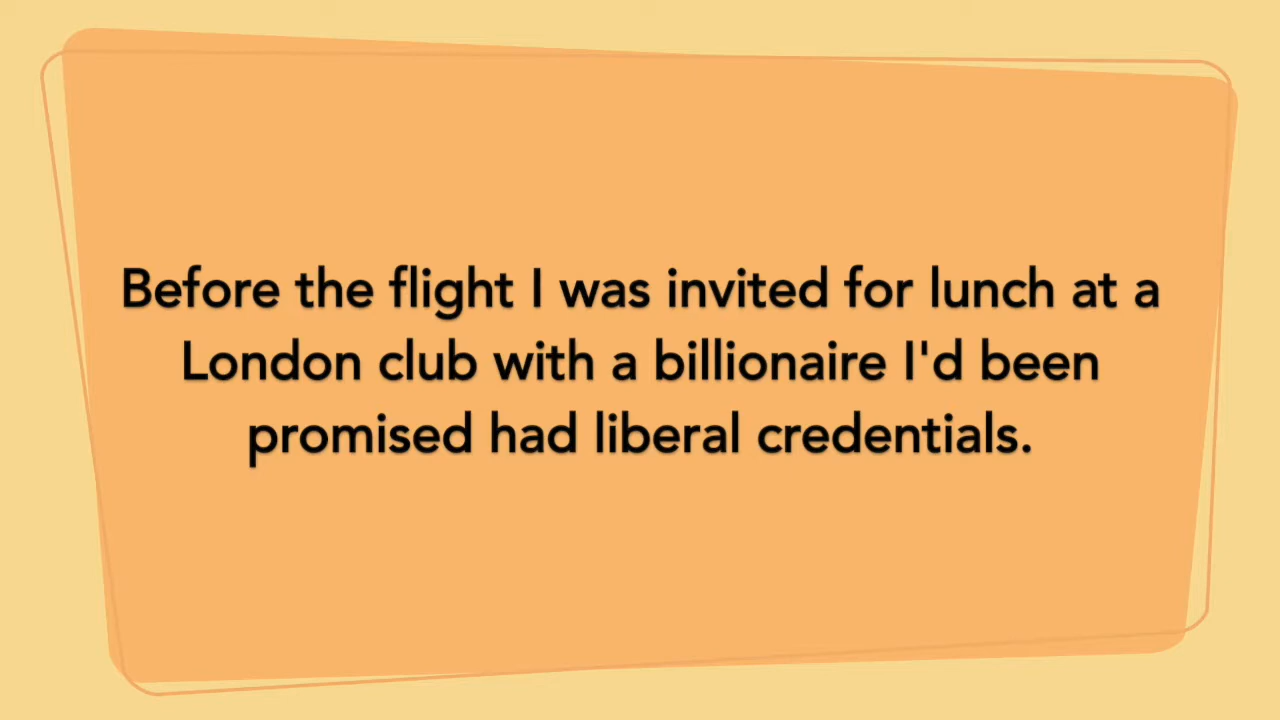 Before the flight I was invited for lunch at a
London club with a billionaire I'd been
promised had liberal credentials.